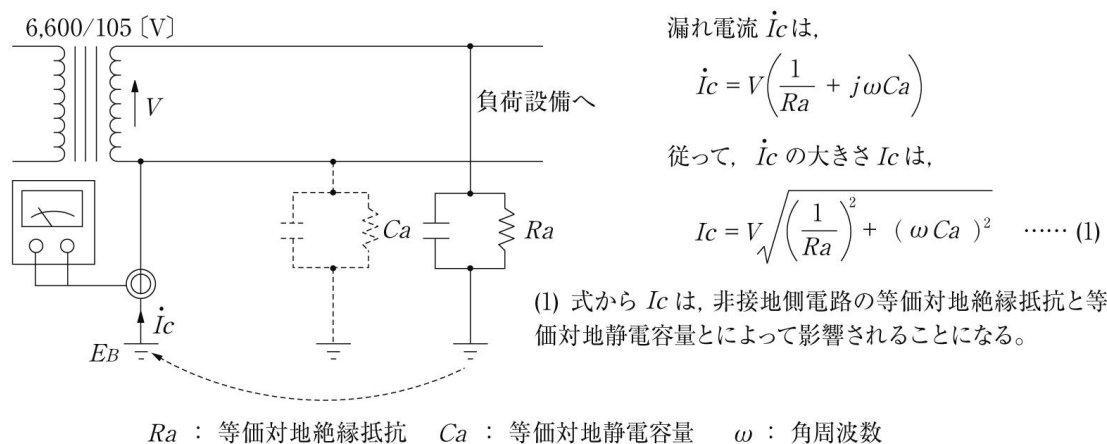 6,600/105〔V〕
V
負荷設備へ
Ca
Ra
İc
EB
漏れ電流 İcは，
İc = V(1/Ra + jωCa)
従って，İc の大きさ Ic は，
Ic = V√(1/Ra)² + ( ω Ca )² …… (1)
(1) 式から Ic は，非接地側電路の等価対地絶縁抵抗と等
価対地静電容量とによって影響されることになる。
Ra ： 等価対地絶縁抵抗 Ca ： 等価対地静電容量 ω ： 角周波数